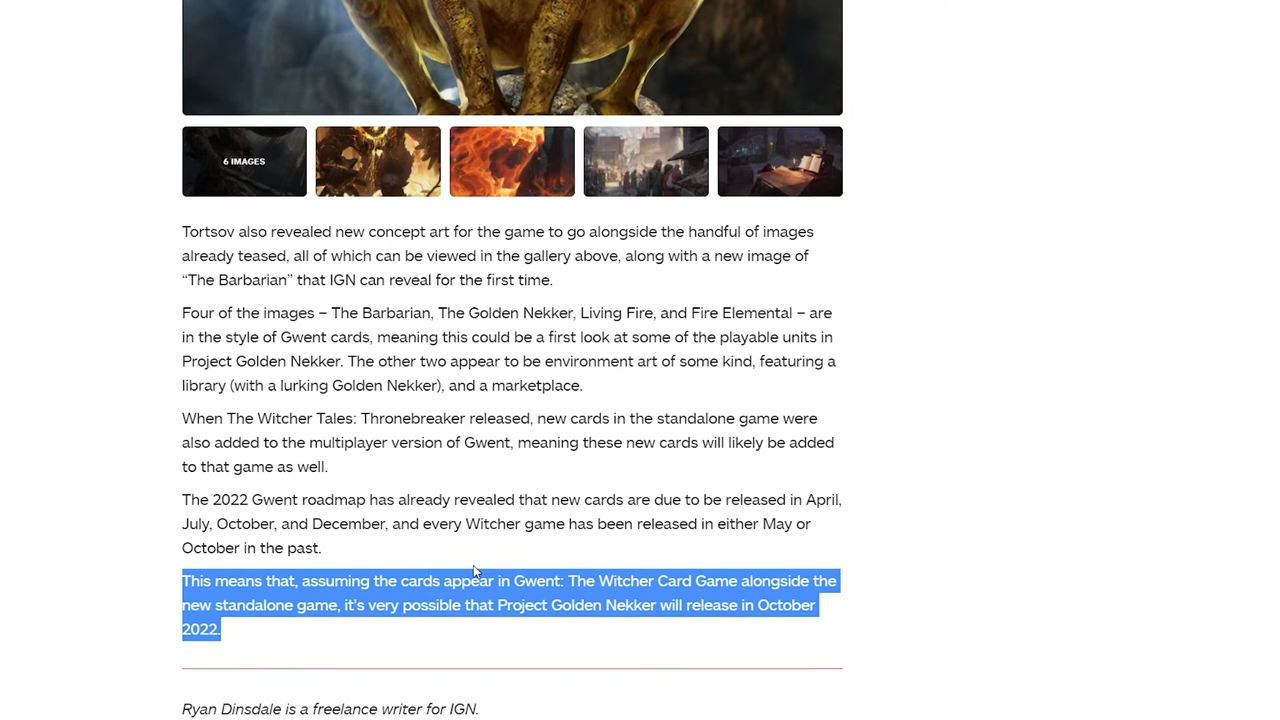 6 IMAGES
Tortsov also revealed new concept art for the game to go alongside the handful of images
already teased, all of which can be viewed in the gallery above, along with a new image of
“The Barbarian” that IGN can reveal for the first time.
Four of the images – The Barbarian, The Golden Nekker, Living Fire, and Fire Elemental – are
in the style of Gwent cards, meaning this could be a first look at some of the playable units in
Project Golden Nekker. The other two appear to be environment art of some kind, featuring a
library (with a lurking Golden Nekker), and a marketplace.
When The Witcher Tales: Thronebreaker released, new cards in the standalone game were
also added to the multiplayer version of Gwent, meaning these new cards will likely be added
to that game as well.
The 2022 Gwent roadmap has already revealed that new cards are due to be released in April,
July, October, and December, and every Witcher game has been released in either May or
October in the past.
This means that, assuming the cards appear in Gwent: The Witcher Card Game alongside the
new standalone game, it’s very possible that Project Golden Nekker will release in October
2022.
Ryan Dinsdale is a freelance writer for IGN.